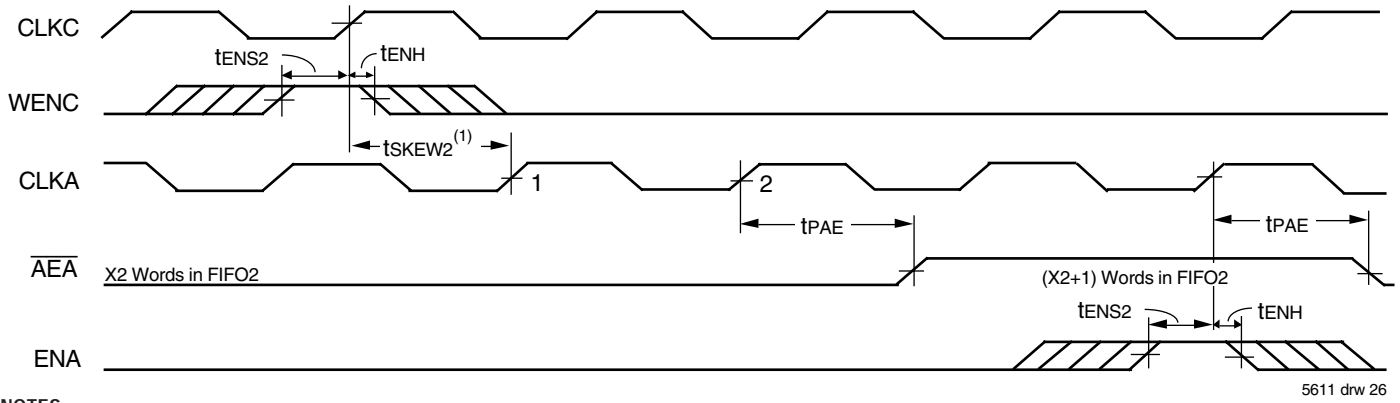 CLKC
tENS2
tENH
WENC
tSKEW2(1)
CLKA
1
2
tPAE
tPAE
AEA
X2 Words in FIFO2
(X2+1) Words in FIFO2
tENS2
tENH
ENA
5611 drw 26
NOTES